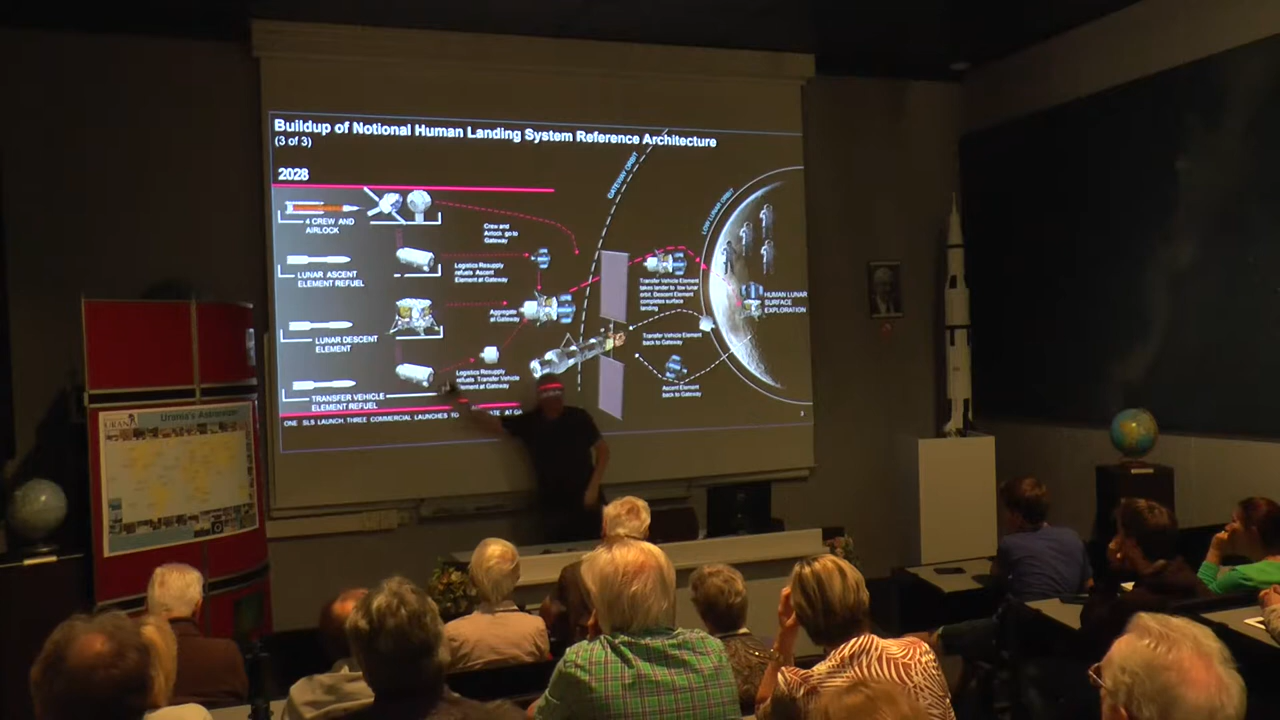 Buildup of Notional Human Landing System Reference Architecture
(3 of 3)
2028
GATEWAY ORBIT
LOW LUNAR ORBIT
4 CREW AND
AIRLOCK
Crew and
Airlock go to
Gateway
LUNAR ASCENT
ELEMENT REFUEL
Logistics Resupply
refuels Ascent
Element at Gateway
Transfer Vehicle Element
takes lander to low lunar
orbit. Descent Element
completes surface
landing
HUMAN LUNAR
SURFACE
EXPLORATION
Aggregate
at Gateway
LUNAR DESCENT
ELEMENT
Transfer Vehicle Element
back to Gateway
TRANSFER VEHICLE
ELEMENT REFUEL
Logistics Resupply
refuels Transfer Vehicle
Element at Gateway
Ascent Element
back to Gateway
ONE SLS LAUNCH, THREE COMMERCIAL LAUNCHES TO
AT GA
3
URAN
Urania's